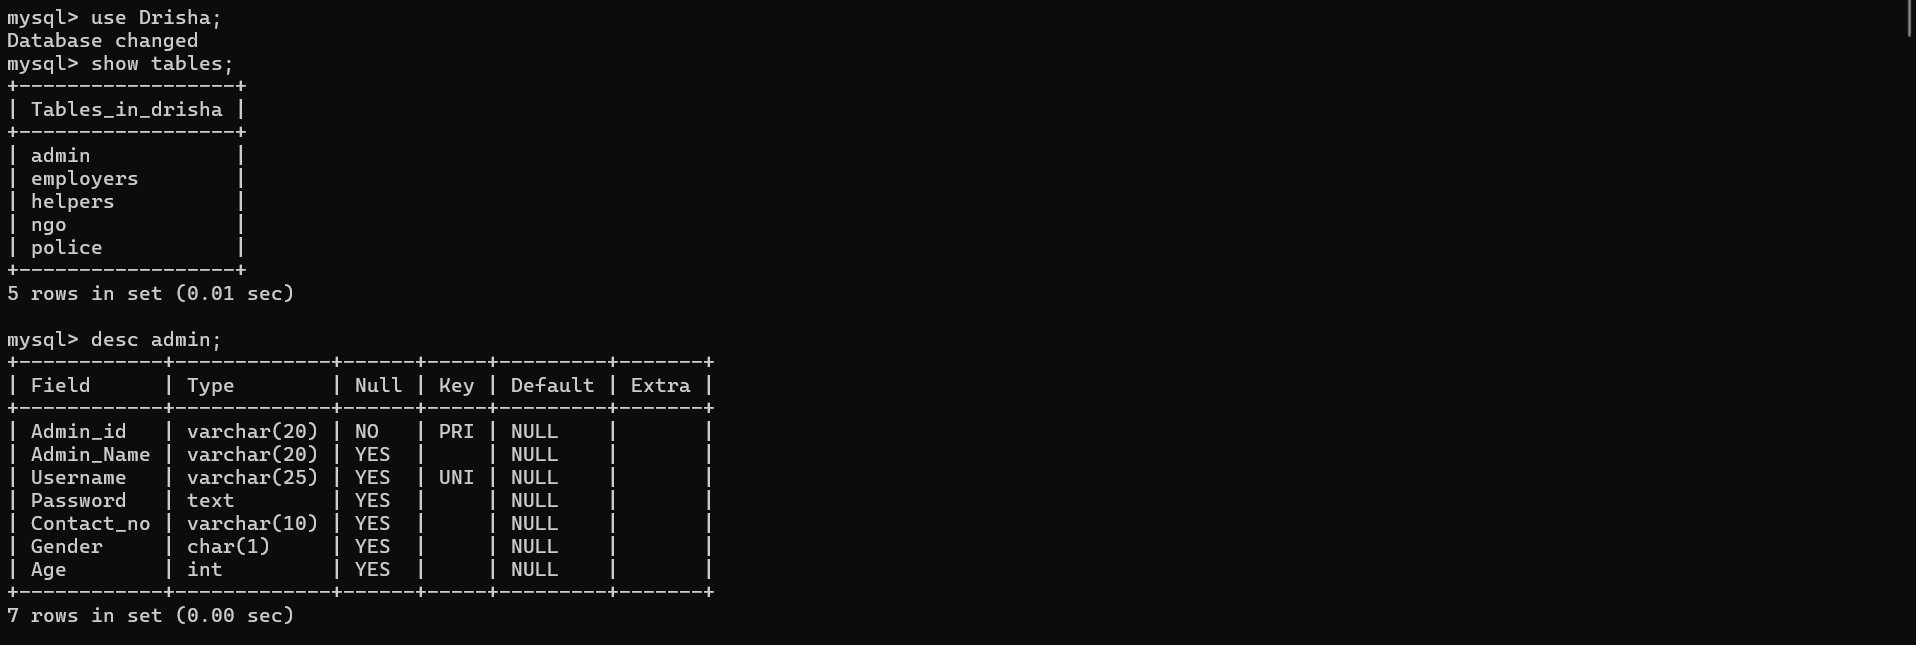 mysql> use Drisha;
Database changed
mysql> show tables;
+------------------+
| Tables_in_drisha |
+------------------+
| admin            |
| employers        |
| helpers          |
| ngo              |
| police           |
+------------------+
5 rows in set (0.01 sec)

mysql> desc admin;
+------------+-------------+------+-----+---------+-------+
| Field      | Type        | Null | Key | Default | Extra |
+------------+-------------+------+-----+---------+-------+
| Admin_id   | varchar(20) | NO   | PRI | NULL    |       |
| Admin_Name | varchar(20) | YES  |     | NULL    |       |
| Username   | varchar(25) | YES  | UNI | NULL    |       |
| Password   | text        | YES  |     | NULL    |       |
| Contact_no | varchar(10) | YES  |     | NULL    |       |
| Gender     | char(1)     | YES  |     | NULL    |       |
| Age        | int         | YES  |     | NULL    |       |
+------------+-------------+------+-----+---------+-------+
7 rows in set (0.00 sec)